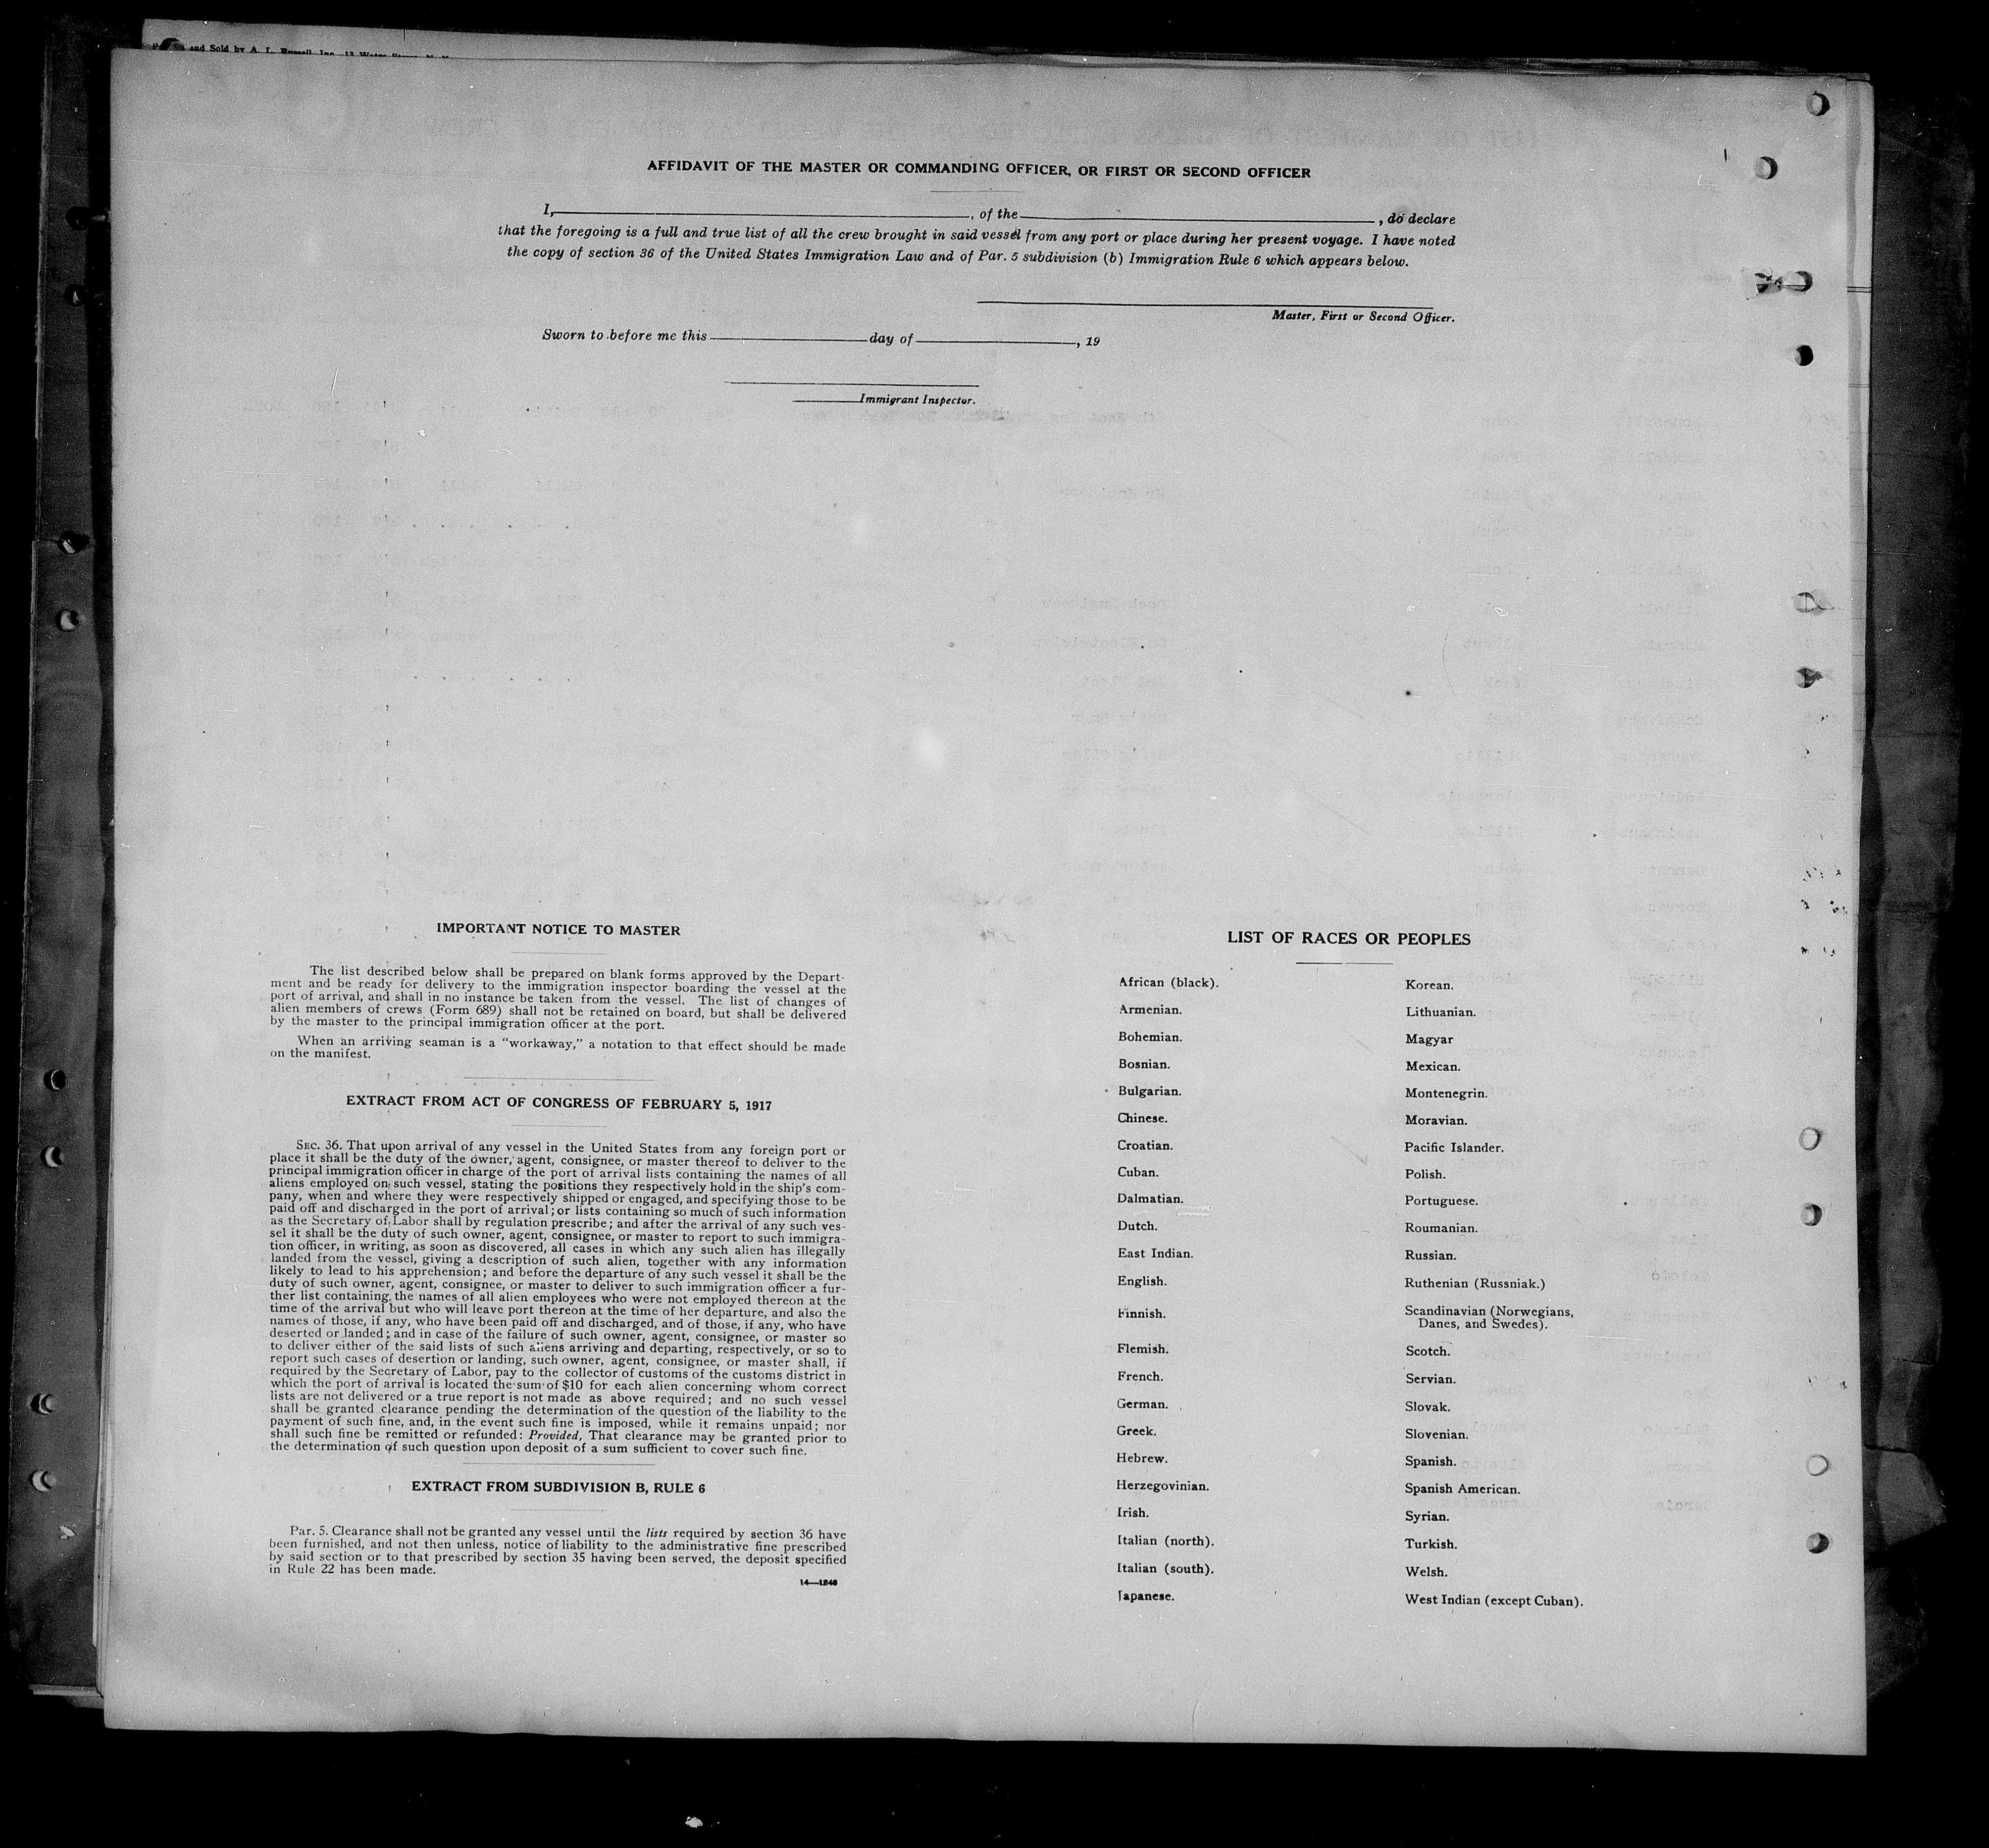 and Sold by A. L. Russell, Inc. 12 Water Street, N. Y.
AFFIDAVIT OF THE MASTER OR COMMANDING OFFICER, OR FIRST OR SECOND OFFICER
I, , of the , do declare
that the foregoing is a full and true list of all the crew brought in said vessel from any port or place during her present voyage. I have noted
the copy of section 36 of the United States Immigration Law and of Par. 5 subdivision (b) Immigration Rule 6 which appears below.
Master, First or Second Officer.
Sworn to before me this day of , 19
Immigrant Inspector.
IMPORTANT NOTICE TO MASTER
The list described below shall be prepared on blank forms approved by the Depart-
ment and be ready for delivery to the immigration inspector boarding the vessel at the
port of arrival, and shall in no instance be taken from the vessel. The list of changes of
alien members of crews (Form 689) shall not be retained on board, but shall be delivered
by the master to the principal immigration officer at the port.
When an arriving seaman is a "workaway," a notation to that effect should be made
on the manifest.
EXTRACT FROM ACT OF CONGRESS OF FEBRUARY 5, 1917
SEC. 36. That upon arrival of any vessel in the United States from any foreign port or
place it shall be the duty of the owner, agent, consignee, or master thereof to deliver to the
principal immigration officer in charge of the port of arrival lists containing the names of all
aliens employed on such vessel, stating the positions they respectively hold in the ship's com-
pany, when and where they were respectively shipped or engaged, and specifying those to be
paid off and discharged in the port of arrival; or lists containing so much of such information
as the Secretary of Labor shall by regulation prescribe; and after the arrival of any such ves-
sel it shall be the duty of such owner, agent, consignee, or master to report to such immigra-
tion officer, in writing, as soon as discovered, all cases in which any such alien has illegally
landed from the vessel, giving a description of such alien, together with any information
likely to lead to his apprehension; and before the departure of any such vessel it shall be the
duty of such owner, agent, consignee, or master to deliver to such immigration officer a fur-
ther list containing the names of all alien employees who were not employed thereon at the
time of the arrival but who will leave port thereon at the time of her departure, and also the
names of those, if any, who have been paid off and discharged, and of those, if any, who have
deserted or landed; and in case of the failure of such owner, agent, consignee, or master so
to deliver either of the said lists of such aliens arriving and departing, respectively, or so to
report such cases of desertion or landing, such owner, agent, consignee, or master shall, if
required by the Secretary of Labor, pay to the collector of customs of the customs district in
which the port of arrival is located the sum of $10 for each alien concerning whom correct
lists are not delivered or a true report is not made as above required; and no such vessel
shall be granted clearance pending the determination of the question of the liability to the
payment of such fine, and, in the event such fine is imposed, while it remains unpaid; nor
shall such fine be remitted or refunded: Provided, That clearance may be granted prior to
the determination of such question upon deposit of a sum sufficient to cover such fine.
EXTRACT FROM SUBDIVISION B, RULE 6
Par. 5. Clearance shall not be granted any vessel until the lists required by section 36 have
been furnished, and not then unless, notice of liability to the administrative fine prescribed
by said section or to that prescribed by section 35 having been served, the deposit specified
in Rule 22 has been made.
14—1240
LIST OF RACES OR PEOPLES
African (black).
Armenian.
Bohemian.
Bosnian.
Bulgarian.
Chinese.
Croatian.
Cuban.
Dalmatian.
Dutch.
East Indian.
English.
Finnish.
Flemish.
French.
German.
Greek.
Hebrew.
Herzegovinian.
Irish.
Italian (north).
Italian (south).
Japanese.
Korean.
Lithuanian.
Magyar
Mexican.
Montenegrin.
Moravian.
Pacific Islander.
Polish.
Portuguese.
Roumanian.
Russian.
Ruthenian (Russniak.)
Scandinavian (Norwegians,
Danes, and Swedes).
Scotch.
Servian.
Slovak.
Slovenian.
Spanish.
Spanish American.
Syrian.
Turkish.
Welsh.
West Indian (except Cuban).